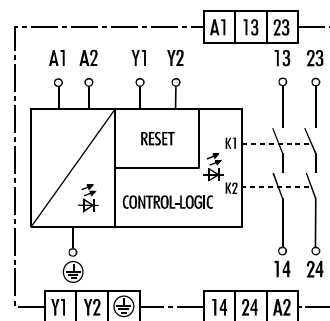 A1 13 23
A1 A2 Y1 Y2 13 23
RESET
K1
K2
CONTROL-LOGIC
14 24
Y1 Y2 14 24 A2